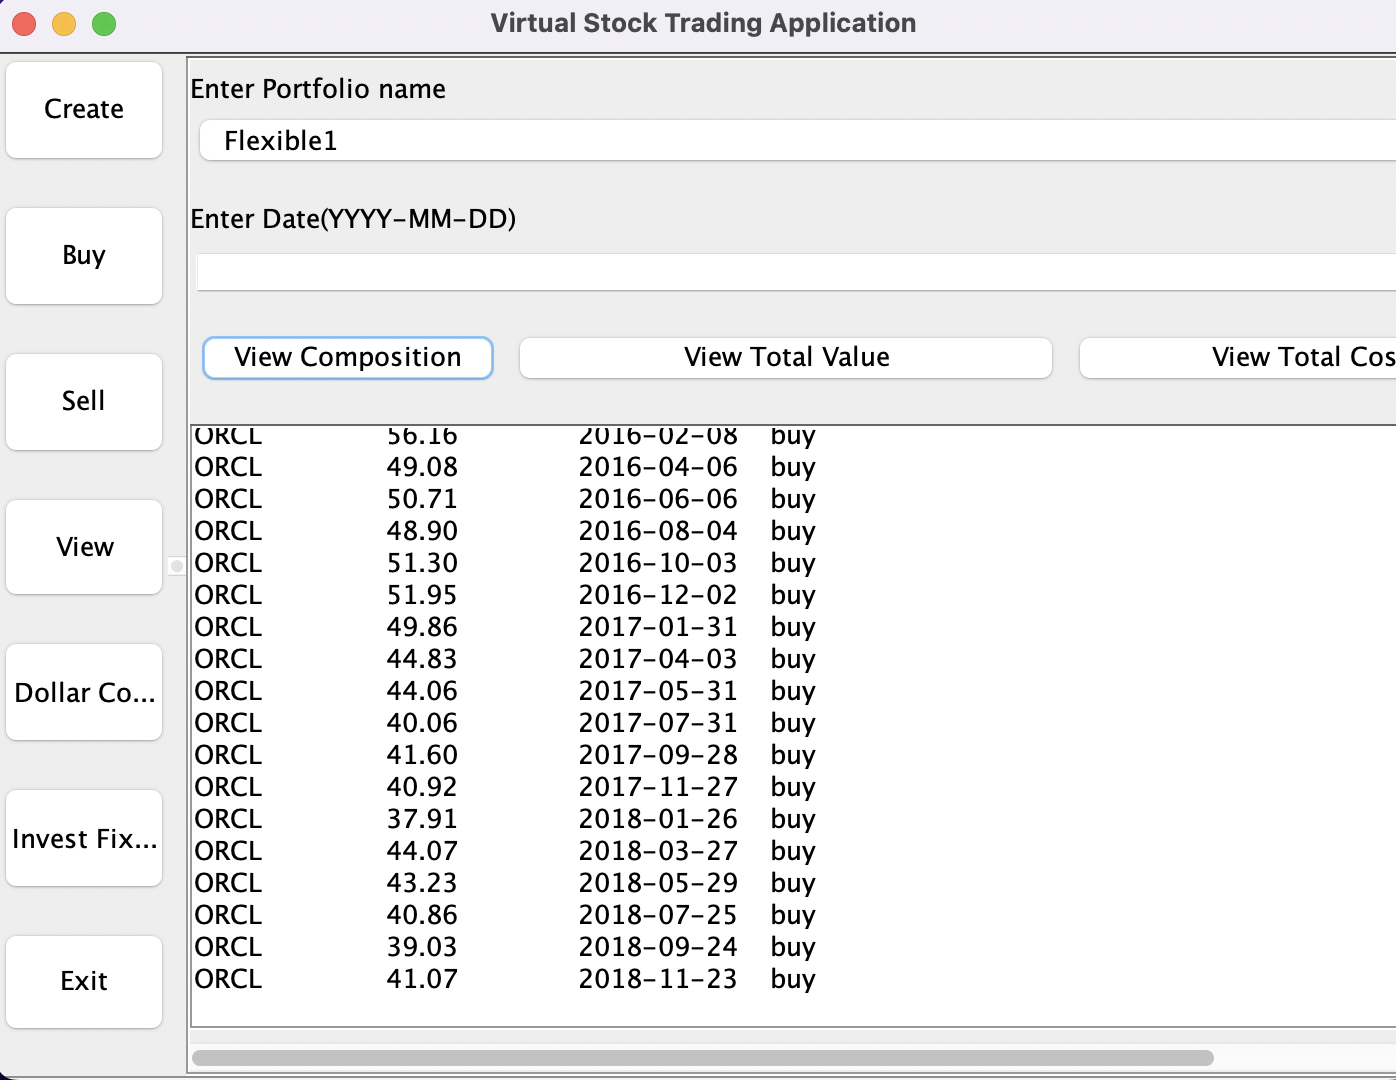 Virtual Stock Trading Application
Create
Buy
Sell
View
Dollar Co...
Invest Fix...
Exit
Enter Portfolio name
Flexible1
Enter Date(YYYY-MM-DD)
View Composition View Total Value View Total Cos
ORCL 56.16 2016-02-08 buy
ORCL 49.08 2016-04-06 buy
ORCL 50.71 2016-06-06 buy
ORCL 48.90 2016-08-04 buy
ORCL 51.30 2016-10-03 buy
ORCL 51.95 2016-12-02 buy
ORCL 49.86 2017-01-31 buy
ORCL 44.83 2017-04-03 buy
ORCL 44.06 2017-05-31 buy
ORCL 40.06 2017-07-31 buy
ORCL 41.60 2017-09-28 buy
ORCL 40.92 2017-11-27 buy
ORCL 37.91 2018-01-26 buy
ORCL 44.07 2018-03-27 buy
ORCL 43.23 2018-05-29 buy
ORCL 40.86 2018-07-25 buy
ORCL 39.03 2018-09-24 buy
ORCL 41.07 2018-11-23 buy